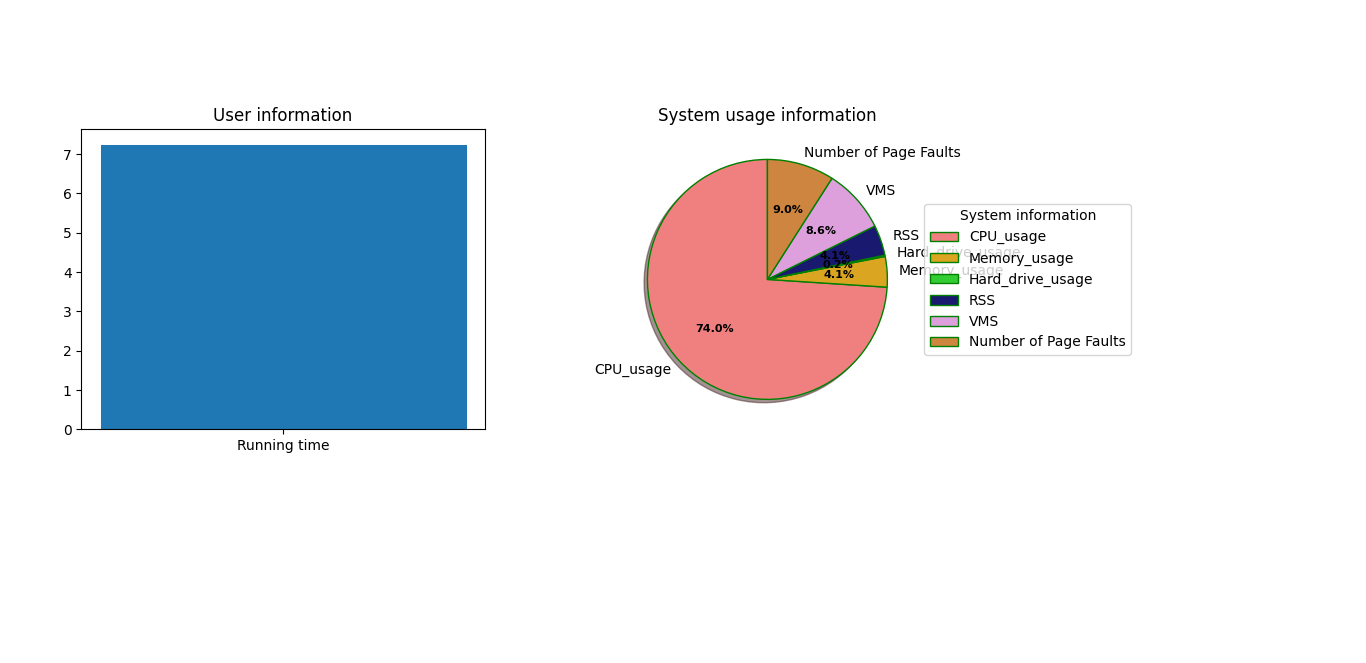 User information
7
6
5
4
3
2
1
0
Running time
System usage information
Number of Page Faults
VMS
RSS
Hard_drive_usage
Memory_usage
CPU_usage
9.0%
8.6%
4.1%
0.2%
4.1%
74.0%
System information
CPU_usage
Memory_usage
Hard_drive_usage
RSS
VMS
Number of Page Faults